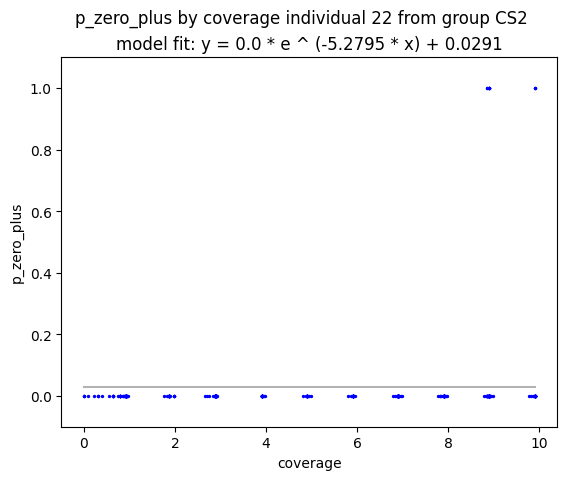 p_zero_plus by coverage individual 22 from group CS2
model fit: y = 0.0 * e ^ (-5.2795 * x) + 0.0291
1.0
0.8
0.6
0.4
0.2
0.0
p_zero_plus
0 2 4 6 8 10
coverage